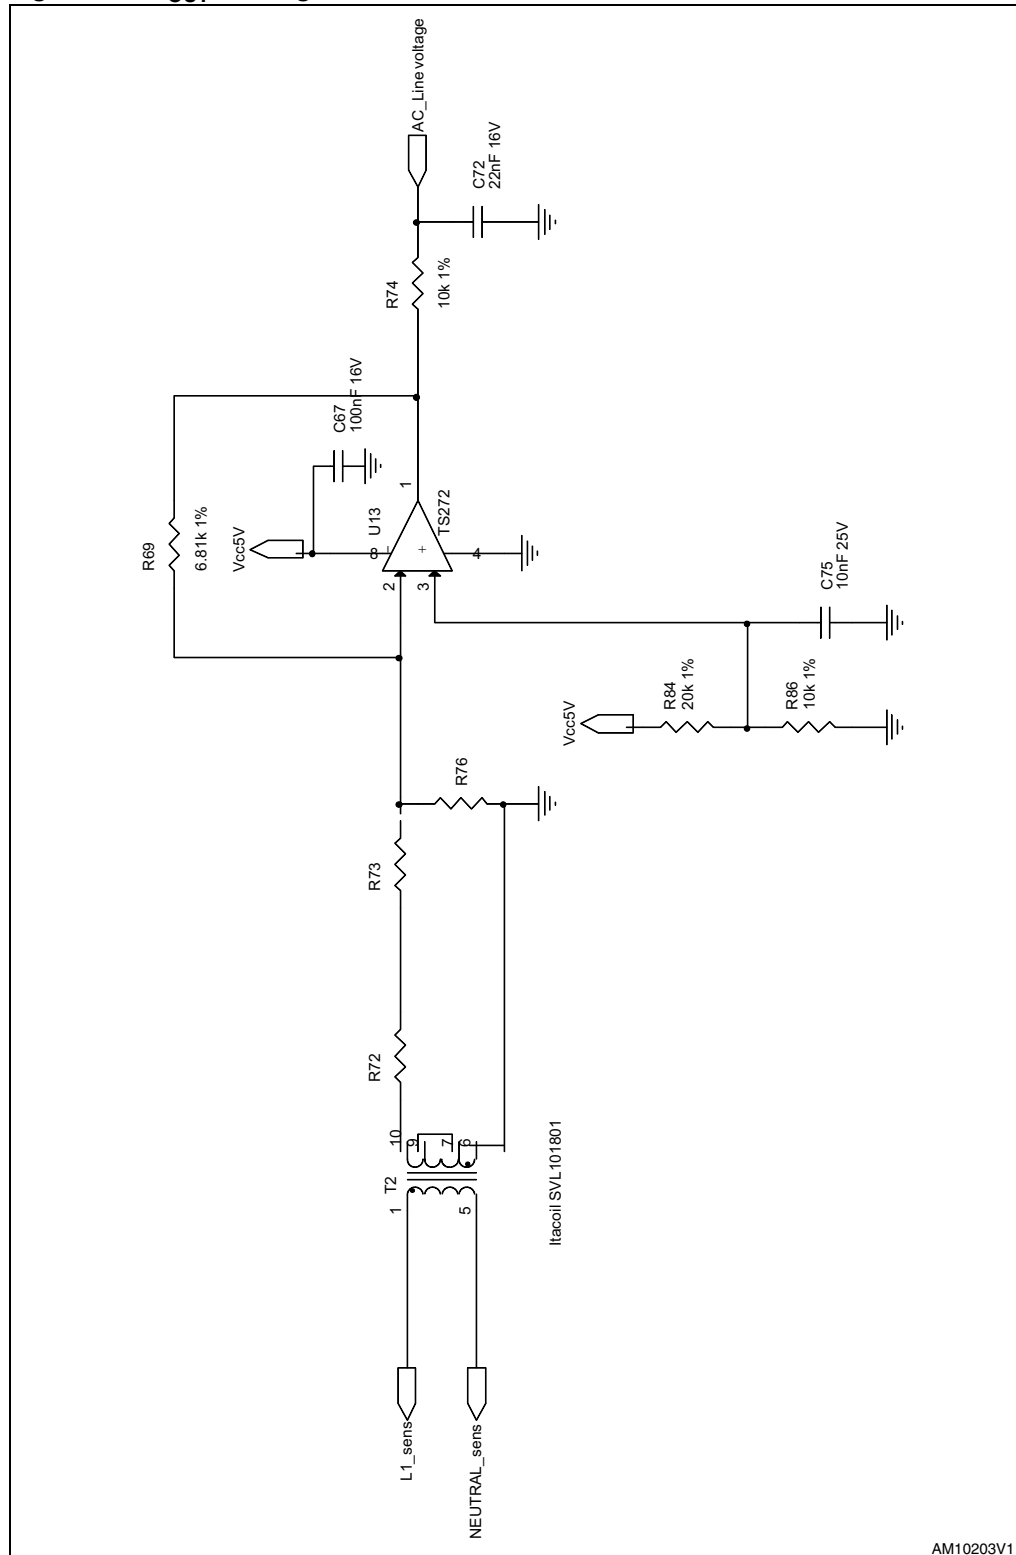 AC_Line voltage
C72
22nF 16V
R74
10k 1%
C67
100nF 16V
1
U13
TS272
8
-
+
4
2
3
R69
6.81k 1%
Vcc5V
C75
10nF 25V
R84
20k 1%
R86
10k 1%
Vcc5V
R76
R73
R72
10
9
7
6
T2
1
5
Itacoil SVL101801
L1_sens
NEUTRAL_sens
AM10203V1